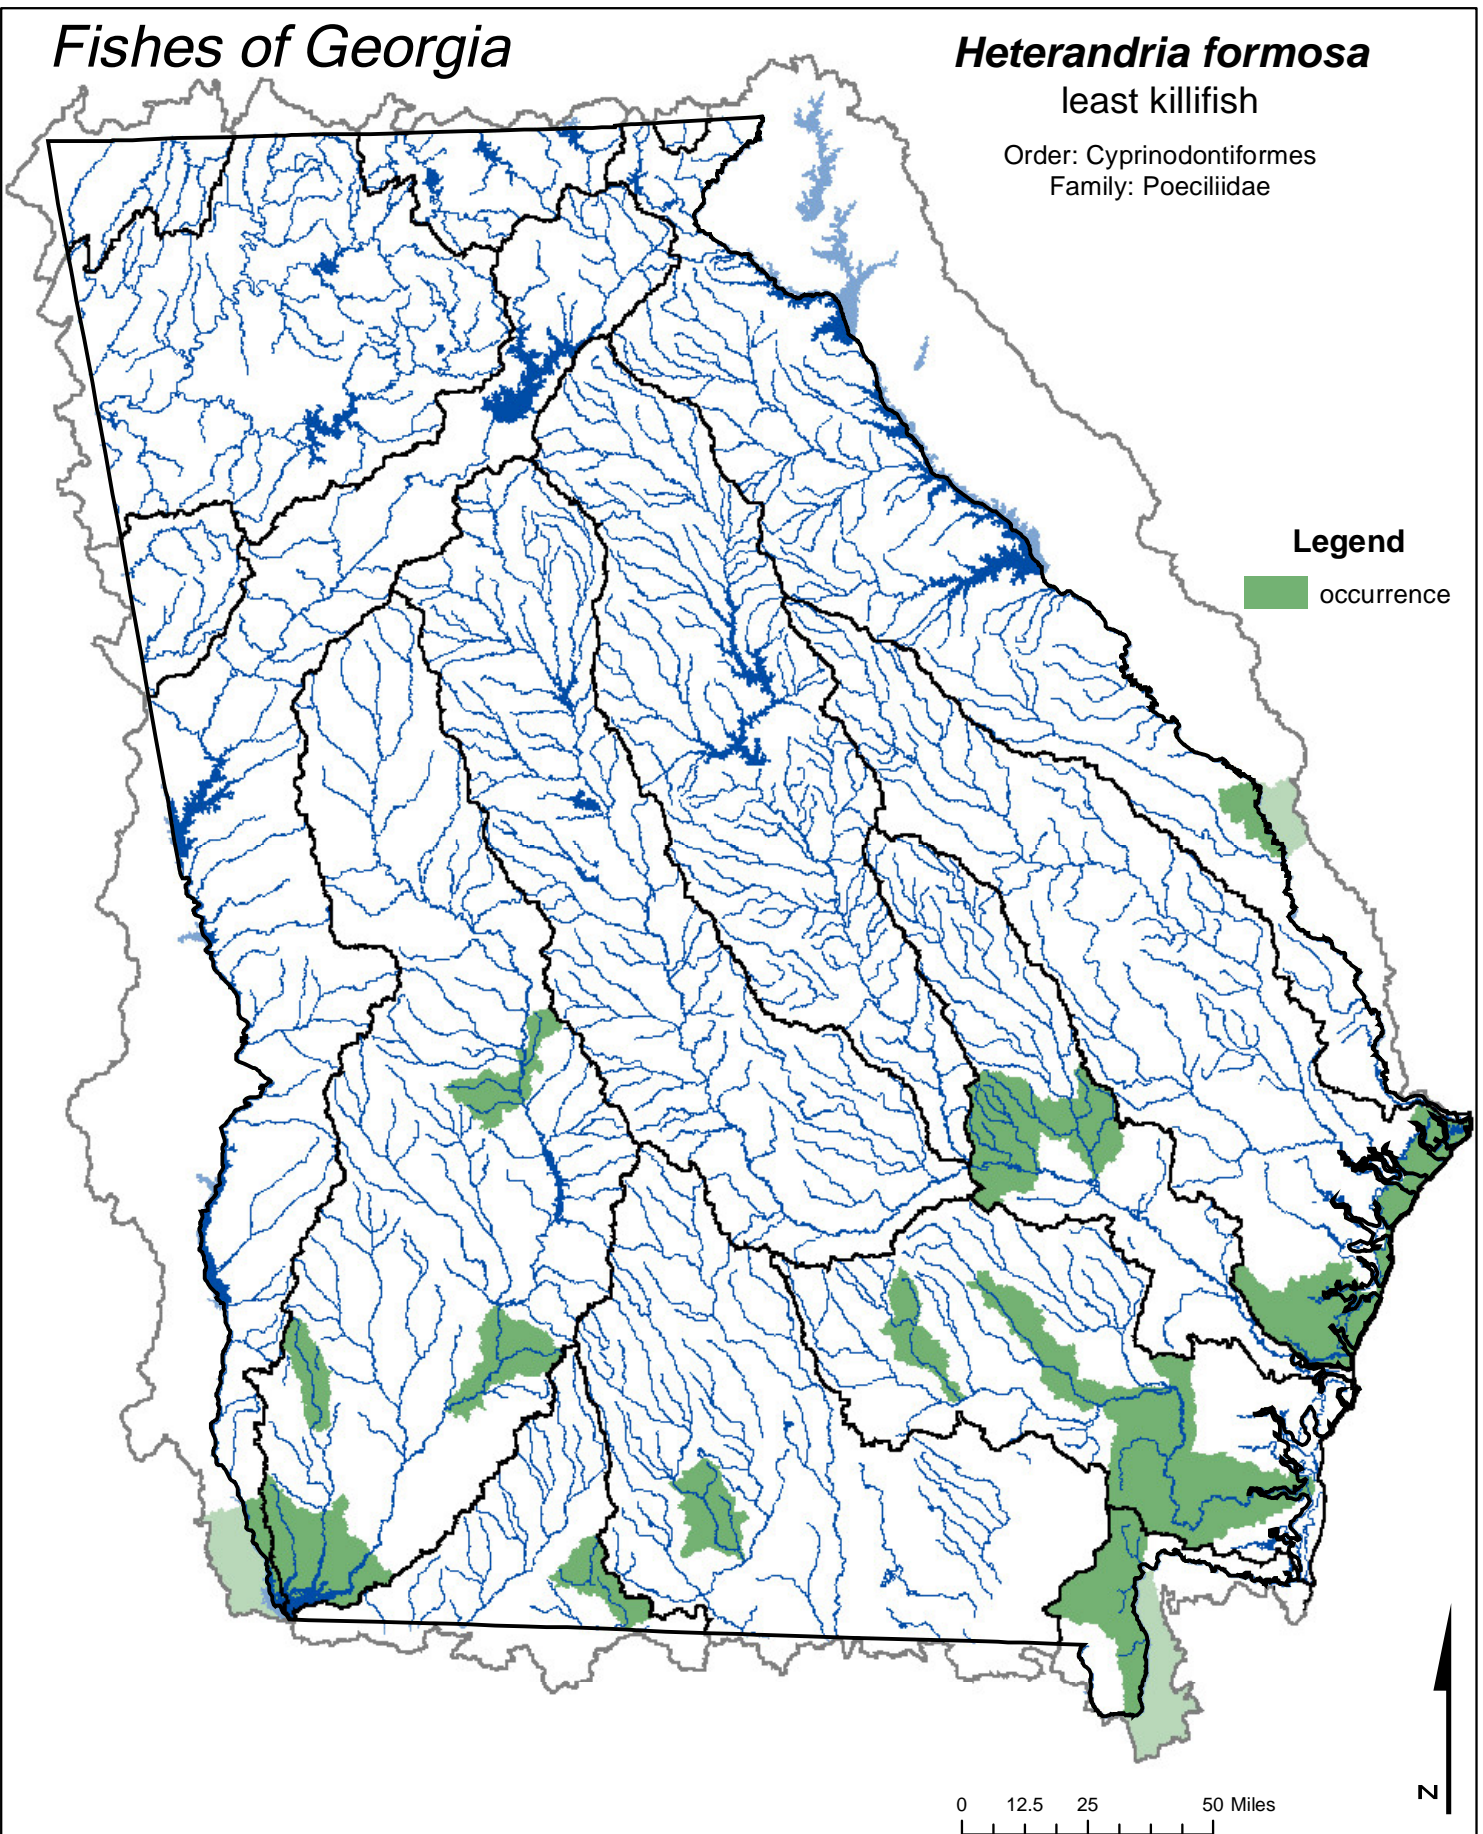 Fishes of Georgia
Heterandria formosa
least killifish
Order: Cyprinodontiformes
Family: Poeciliidae
Legend
occurrence
0 12.5 25 50 Miles
N